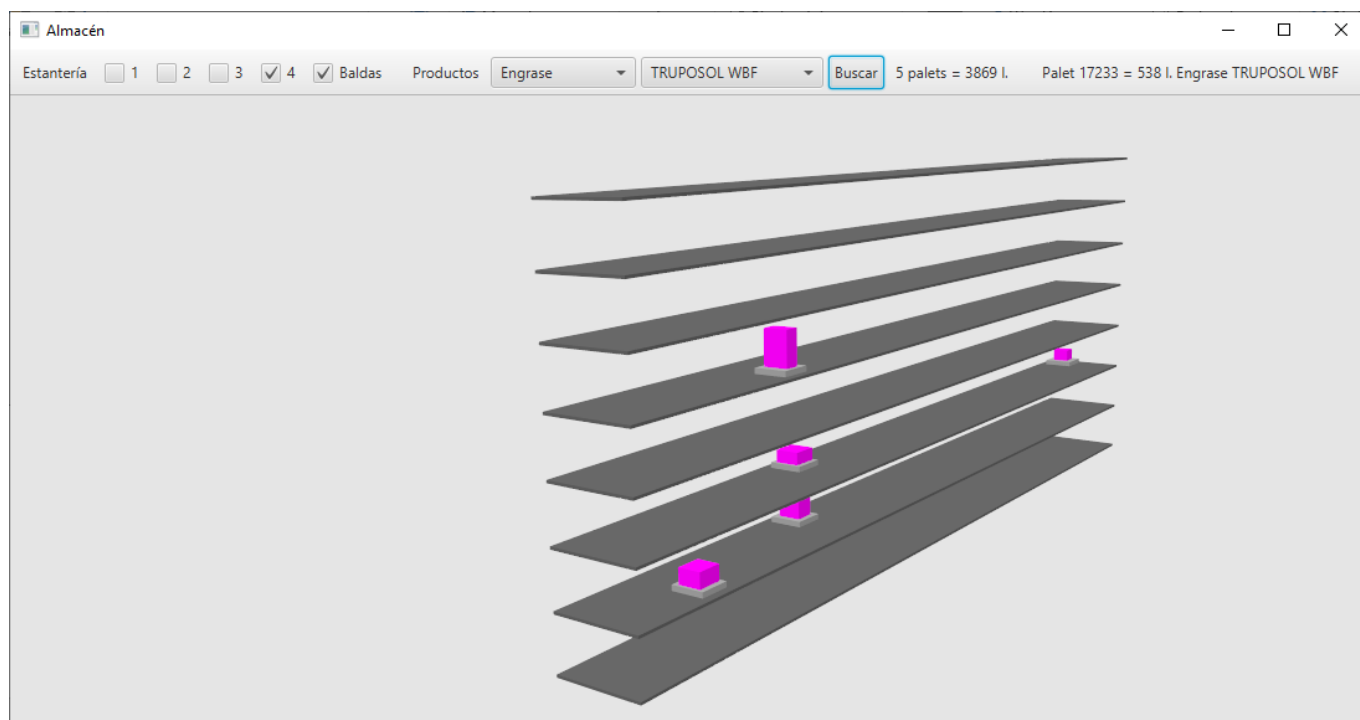 Almacén
Estantería 1 2 3 4 Baldas Productos Engrase TRUPOSOL WBF Buscar 5 palets = 3869 l. Palet 17233 = 538 l. Engrase TRUPOSOL WBF